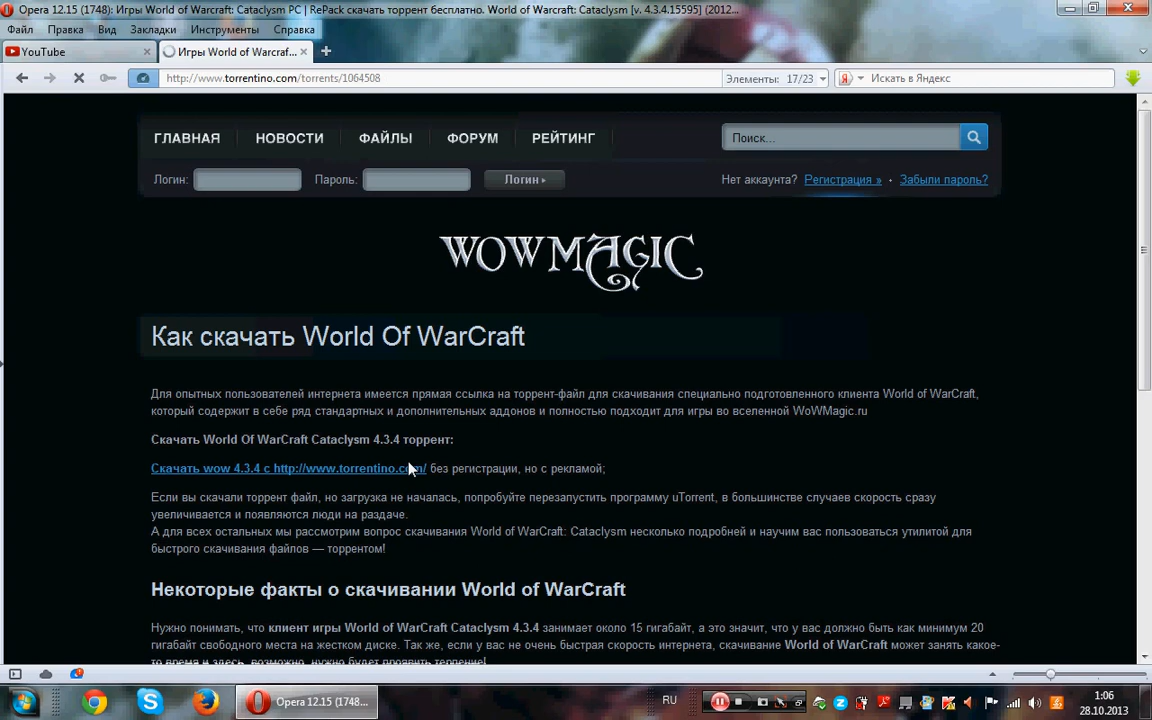 Opera 12.15 (1748): Игры World of Warcraft: Cataclysm PC | RePack скачать торрент бесплатно. World of Warcraft: Cataclysm [v. 4.3.4.15595] (2012...
Файл Правка Вид Закладки Инструменты Справка
YouTube
Игры World of Warcraf...
http://www.torrentino.com/torrents/1064508
Элементы: 17/23
Искать в Яндекс
ГЛАВНАЯ НОВОСТИ ФАЙЛЫ ФОРУМ РЕЙТИНГ
Поиск...
Логин: Пароль: Логин
Нет аккаунта? Регистрация » • Забыли пароль?
WOWMAGIC
Как скачать World Of WarCraft
Для опытных пользователей интернета имеется прямая ссылка на торрент-файл для скачивания специально подготовленного клиента World of WarCraft,
который содержит в себе ряд стандартных и дополнительных аддонов и полностью подходит для игры во вселенной WoWMagic.ru
Скачать World Of WarCraft Cataclysm 4.3.4 торрент:
Скачать wow 4.3.4 с http://www.torrentino.com/ без регистрации, но с рекламой;
Если вы скачали торрент файл, но загрузка не началась, попробуйте перезапустить программу uTorrent, в большинстве случаев скорость сразу
увеличивается и появляются люди на раздаче.
А для всех остальных мы рассмотрим вопрос скачивания World of WarCraft: Cataclysm несколько подробней и научим вас пользоваться утилитой для
быстрого скачивания файлов — торрентом!
Некоторые факты о скачивании World of WarCraft
Нужно понимать, что клиент игры World of WarCraft Cataclysm 4.3.4 занимает около 15 гигабайт, а это значит, что у вас должно быть как минимум 20
гигабайт свободного места на жестком диске. Так же, если у вас не очень быстрая скорость интернета, скачивание World of WarCraft может занять какое-
то время и здесь, возможно, нужно будет проявить терпение!
Opera 12.15 (1748...
RU
1:06
28.10.2013